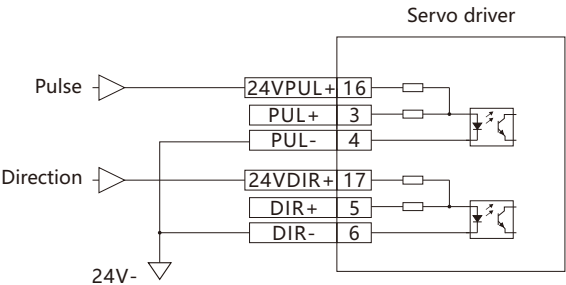 Servo driver
Pulse
24VPUL+ 16
PUL+ 3
PUL- 4
Direction
24VDIR+ 17
DIR+ 5
DIR- 6
24V-